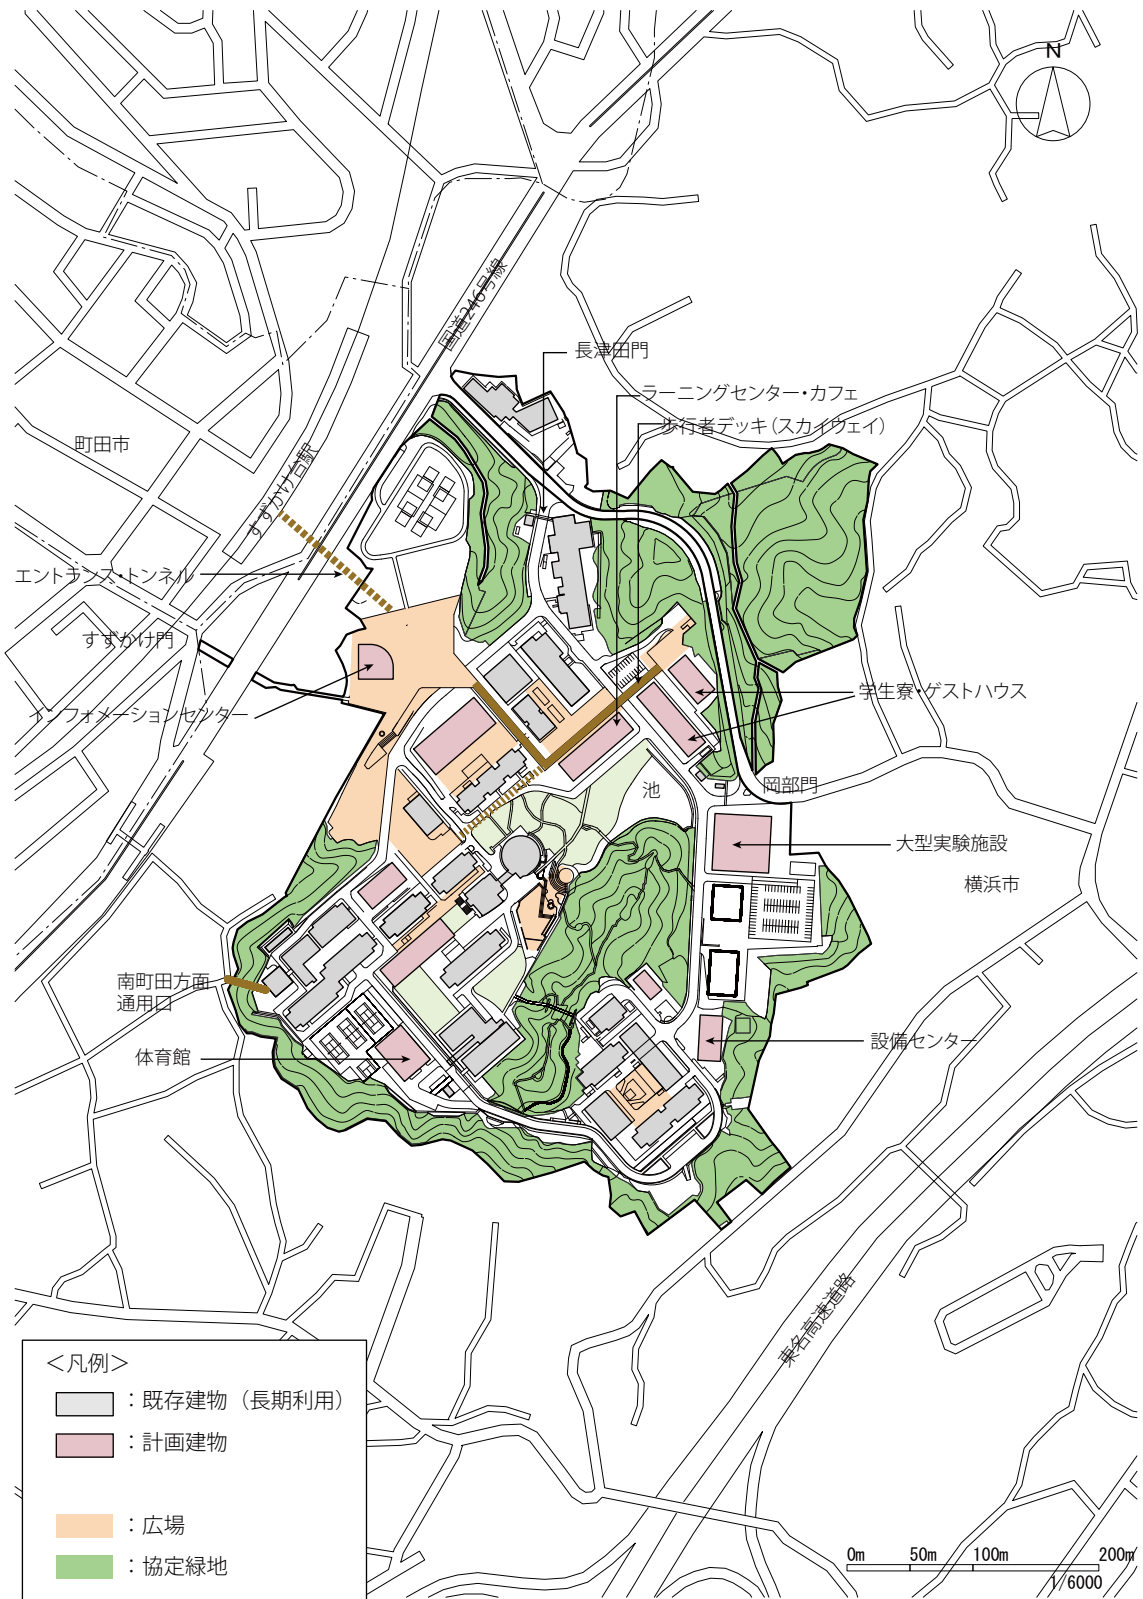 N
国道246号線
長津田門
ラーニングセンター・カフェ
歩行者デッキ（スカイウェイ）
町田市
すずかけ台駅
エントランス・トンネル
すずかけ門
学生寮・ゲストハウス
インフォメーションセンター
池
岡部門
大型実験施設
横浜市
南町田方面
通用口
設備センター
体育館
東名高速道路
＜凡例＞
：既存建物（長期利用）
：計画建物
：広場
：協定緑地
0m 50m 100m 200m
1/6000